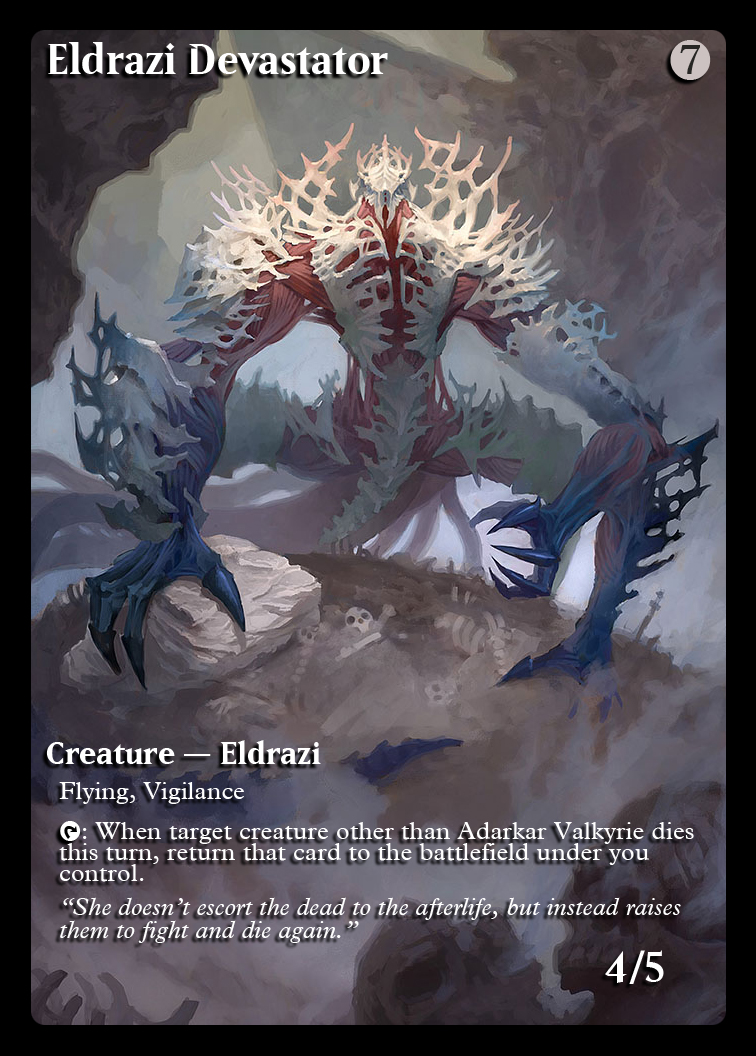 Eldrazi Devastator
7
Creature — Eldrazi
Flying, Vigilance
: When target creature other than Adarkar Valkyrie dies
this turn, return that card to the battlefield under you
control.
“She doesn’t escort the dead to the afterlife, but instead raises
them to fight and die again.”
4/5